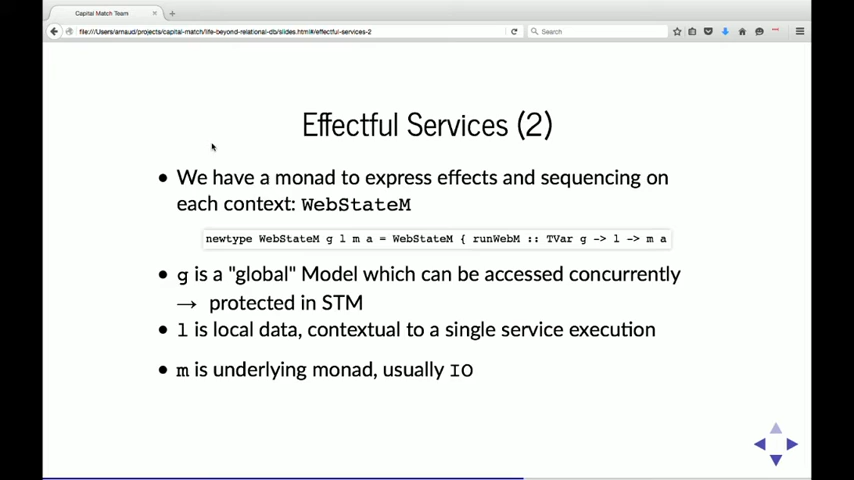 Capital Match Team
file:///Users/arnaud/projects/capital-match/life-beyond-relational-db/slides.html#/effectful-services-2
Search
Effectful Services (2)
• We have a monad to express effects and sequencing on
each context: WebStateM
newtype WebStateM g l m a = WebStateM { runWebM :: TVar g -> l -> m a
• g is a "global" Model which can be accessed concurrently
→ protected in STM
• l is local data, contextual to a single service execution
• m is underlying monad, usually IO